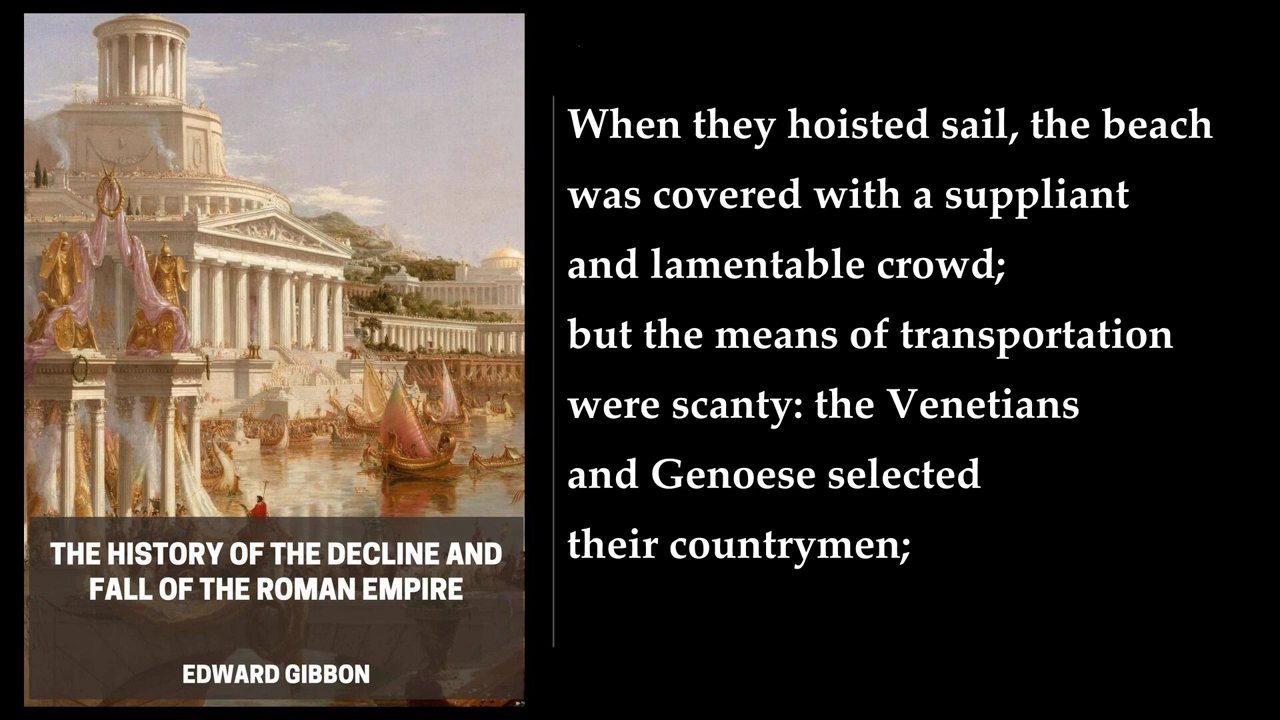 THE HISTORY OF THE DECLINE AND
FALL OF THE ROMAN EMPIRE
EDWARD GIBBON
When they hoisted sail, the beach
was covered with a suppliant
and lamentable crowd;
but the means of transportation
were scanty: the Venetians
and Genoese selected
their countrymen;